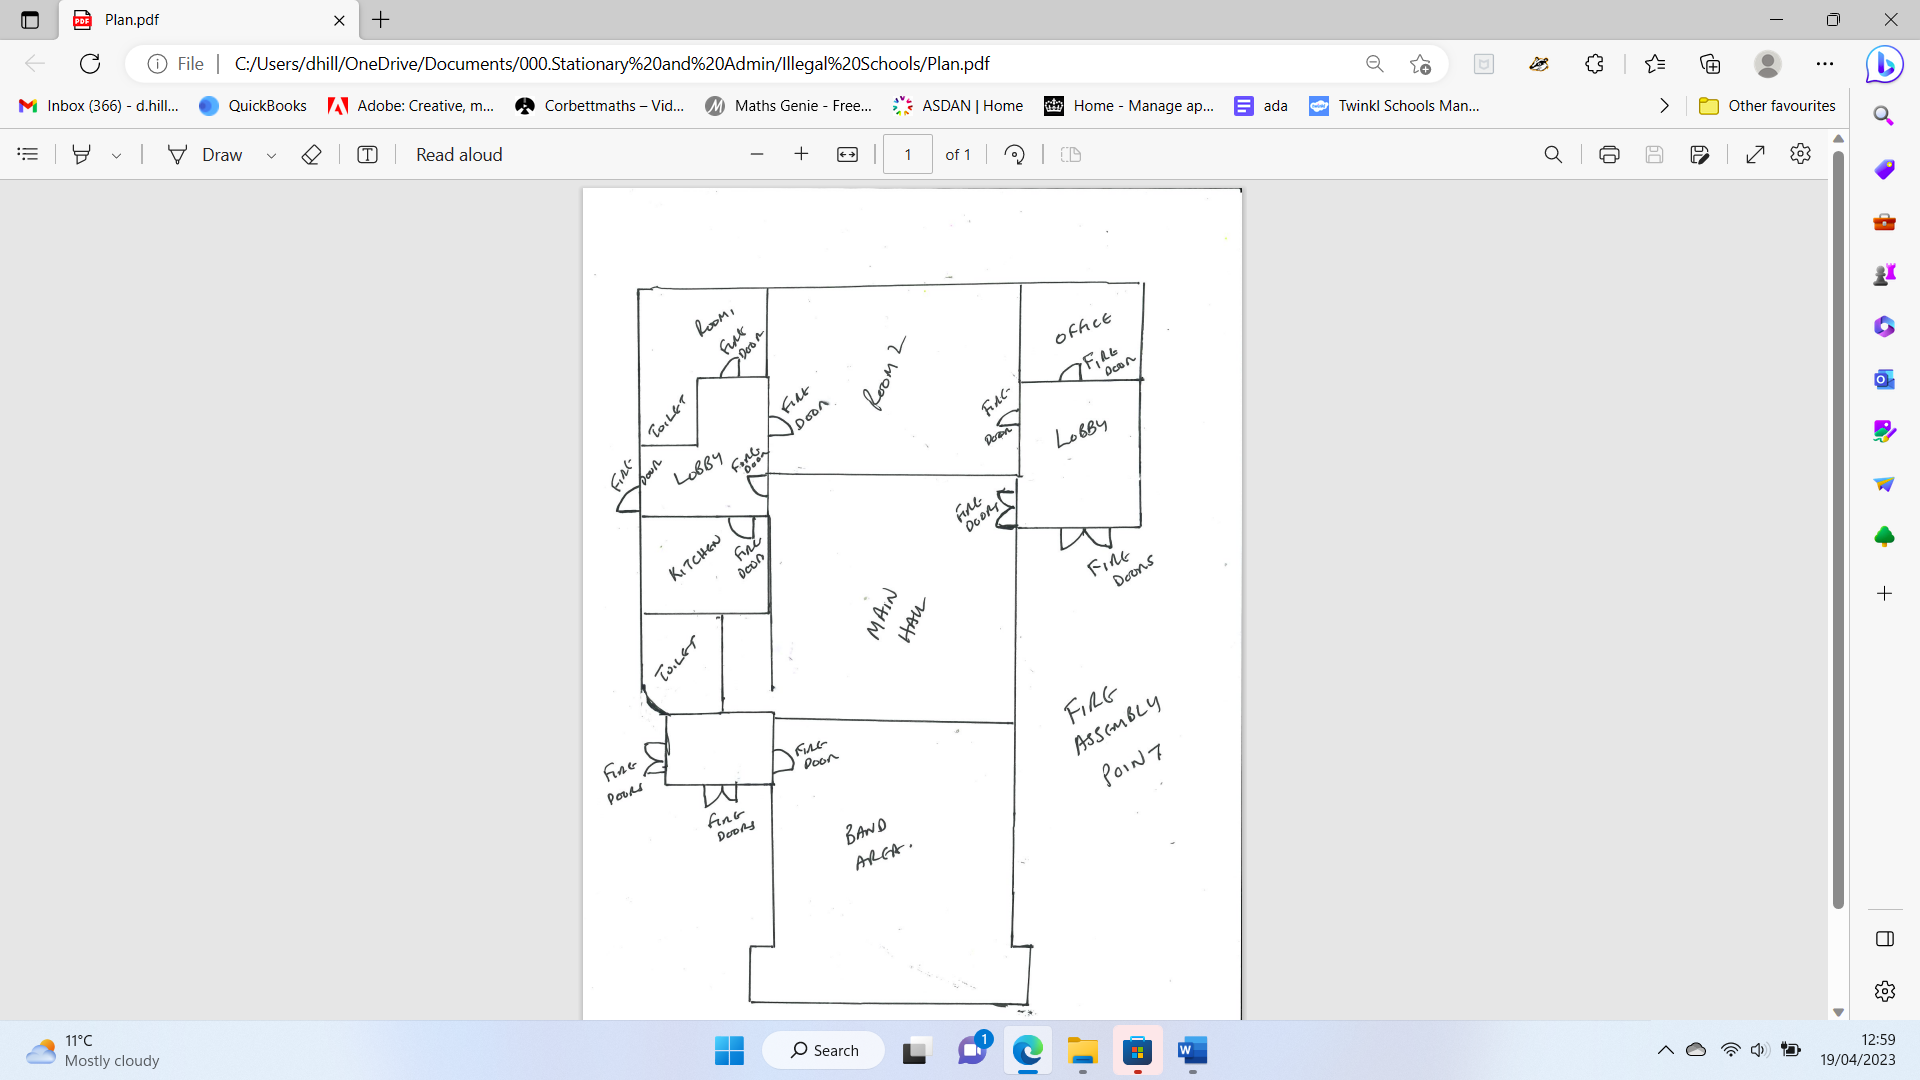 Plan.pdf
File
C:/Users/dhill/OneDrive/Documents/000.Stationary%20and%20Admin/Illegal%20Schools/Plan.pdf
Inbox (366) - d.hill...
QuickBooks
Adobe: Creative, m...
Corbettmaths – Vid...
Maths Genie - Free...
ASDAN | Home
Home - Manage ap...
ada
Twinkl Schools Man...
Other favourites
Draw
Read aloud
1
of 1
ROOM 1
FIRE
DOOR
OFFICE
FIRE
DOOR
ROOM 2
TOILET
FIRE
DOOR
FIRE
DOOR
LOBBY
LOBBY
FIRE
DOOR
FIRE
DOOR
FIRE
DOORS
KITCHEN
FIRE
DOOR
FIRE
DOORS
MAIN
HALL
TOILET
FIRE
ASSEMBLY
POINT
FIRE
DOORS
FIRE
DOOR
FIRE
DOORS
BAND
AREA.
11°C
Mostly cloudy
Search
1
12:59
19/04/2023